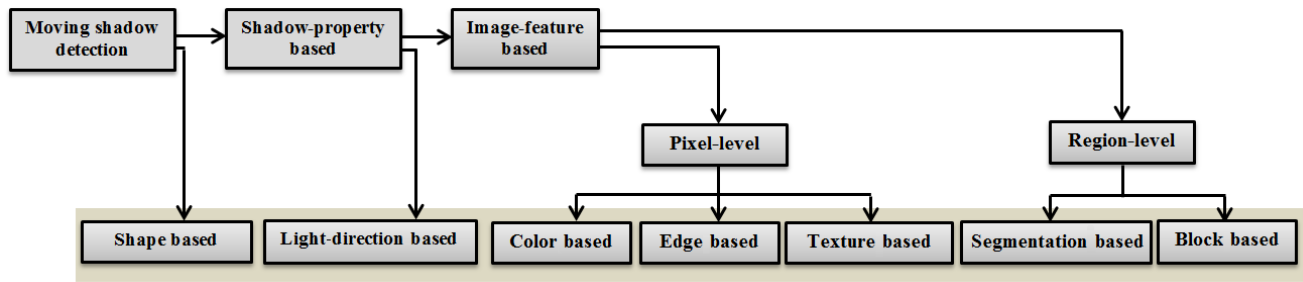 Moving shadow
detection
Shadow-property
based
Image-feature
based
Pixel-level
Region-level
Shape based
Light-direction based
Color based
Edge based
Texture based
Segmentation based
Block based